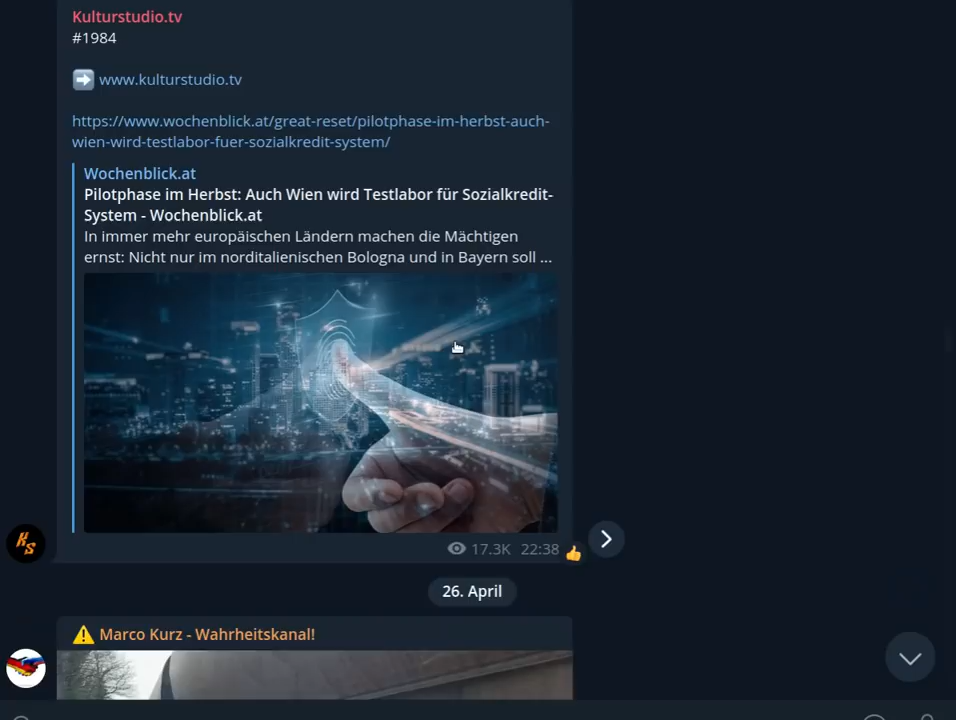 Kulturstudio.tv
#1984
www.kulturstudio.tv
https://www.wochenblick.at/great-reset/pilotphase-im-herbst-auch-
wien-wird-testlabor-fuer-sozialkredit-system/
Wochenblick.at
Pilotphase im Herbst: Auch Wien wird Testlabor für Sozialkredit-
System - Wochenblick.at
In immer mehr europäischen Ländern machen die Mächtigen
ernst: Nicht nur im norditalienischen Bologna und in Bayern soll ...
KS
17.3K 22:38
26. April
Marco Kurz - Wahrheitskanal!